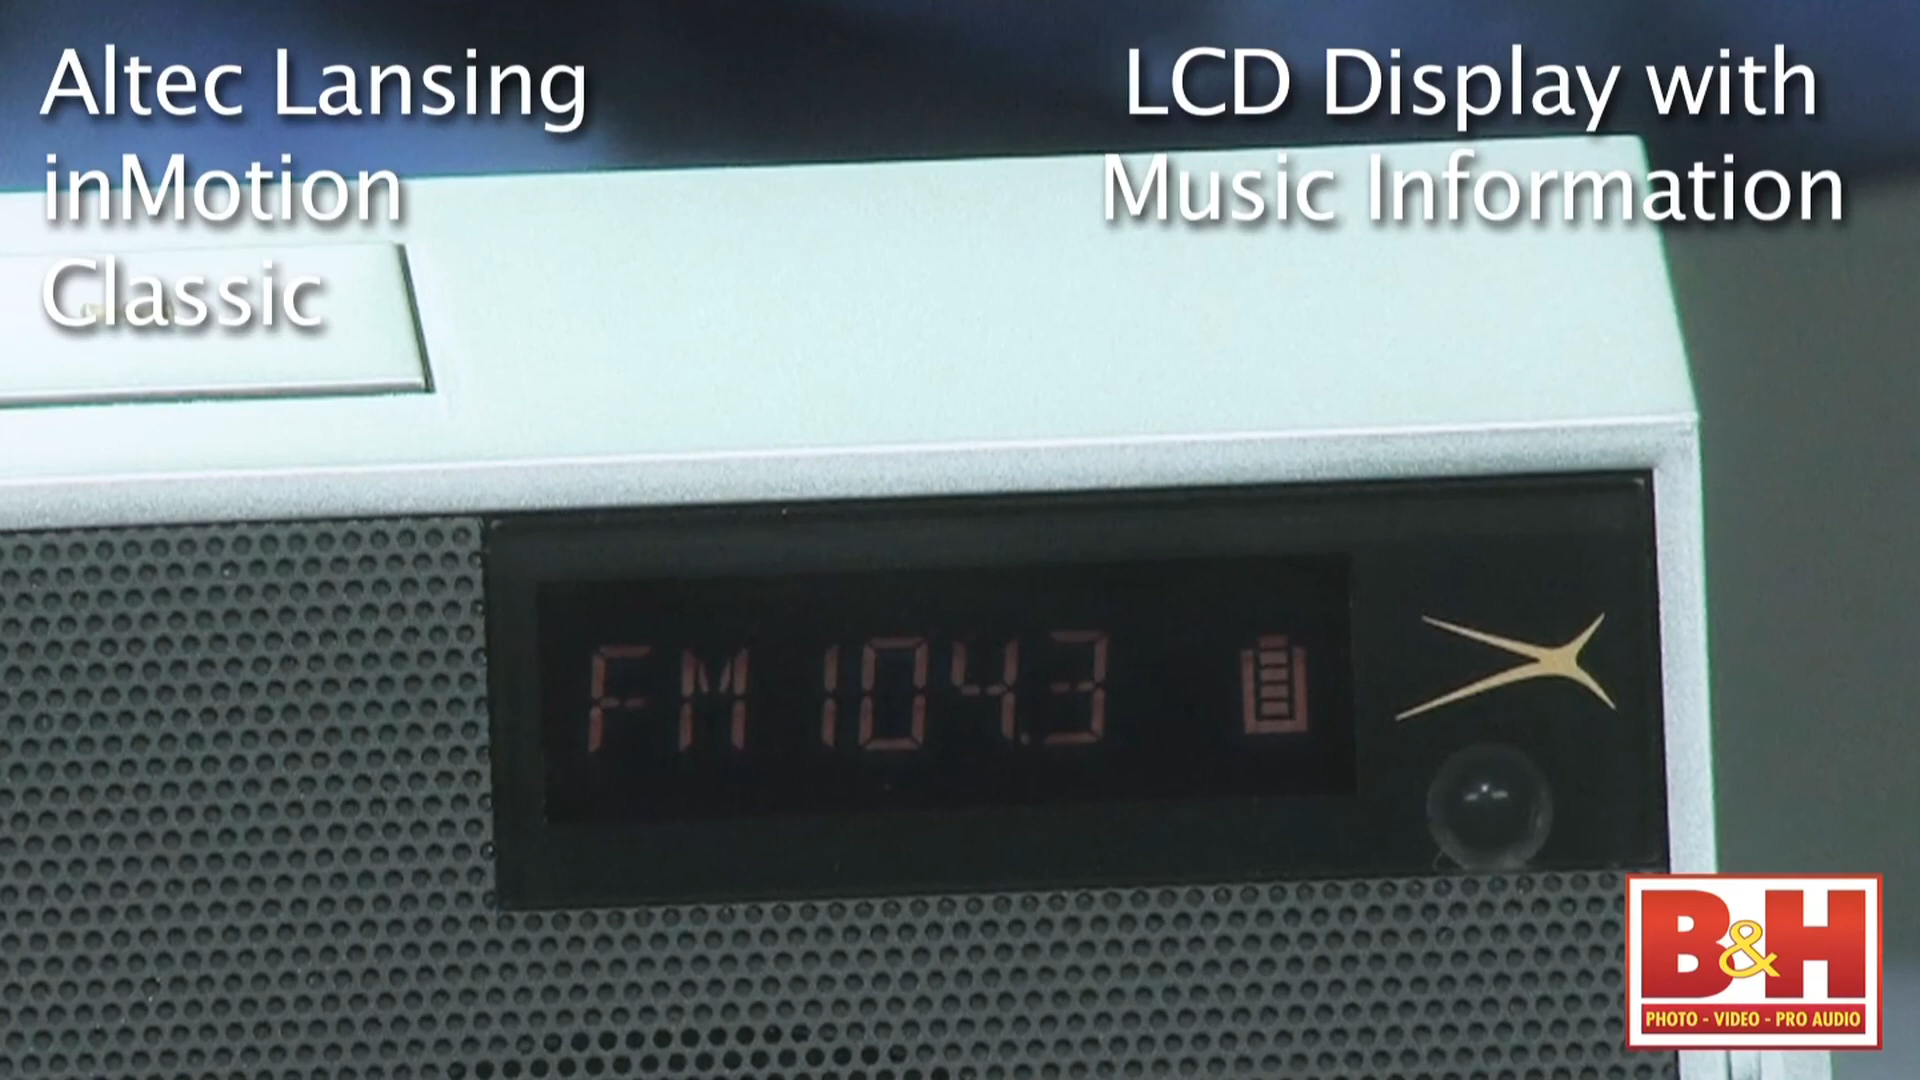 Altec Lansing
inMotion
Classic
LCD Display with
Music Information
FM 104.3
B&H
PHOTO - VIDEO - PRO AUDIO